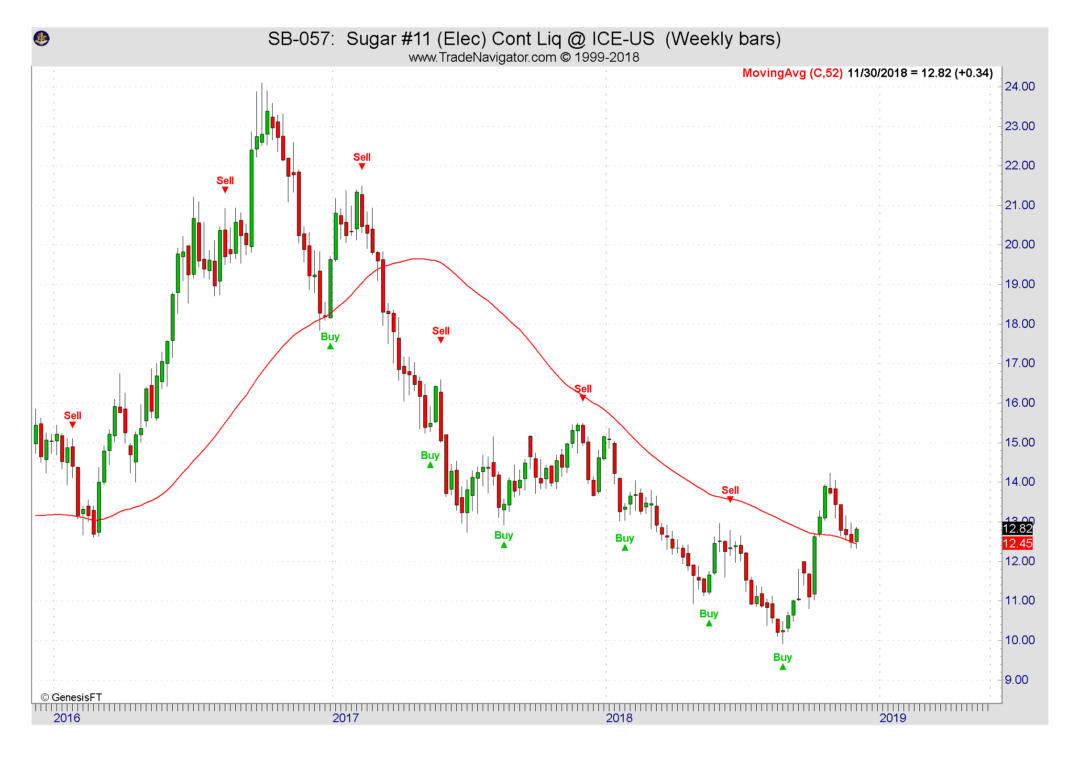 SB-057: Sugar #11 (Elec) Cont Liq @ ICE-US (Weekly bars)
www.TradeNavigator.com © 1999-2018
MovingAvg (C,52) 11/30/2018 = 12.82 (+0.34)
24.00
23.00
22.00
21.00
20.00
19.00
18.00
17.00
16.00
15.00
14.00
13.00
12.82
12.45
12.00
11.00
10.00
9.00
Sell
Sell
Sell
Buy
Sell
Sell
Buy
Sell
Buy
Buy
Buy
Buy
© GenesisFT
2016
2017
2018
2019